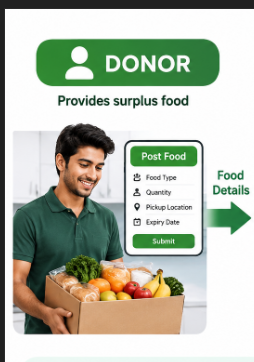 DONOR
Provides surplus food
Post Food
Food Type
Quantity
Pickup Location
Expiry Date
Submit
Food
Details